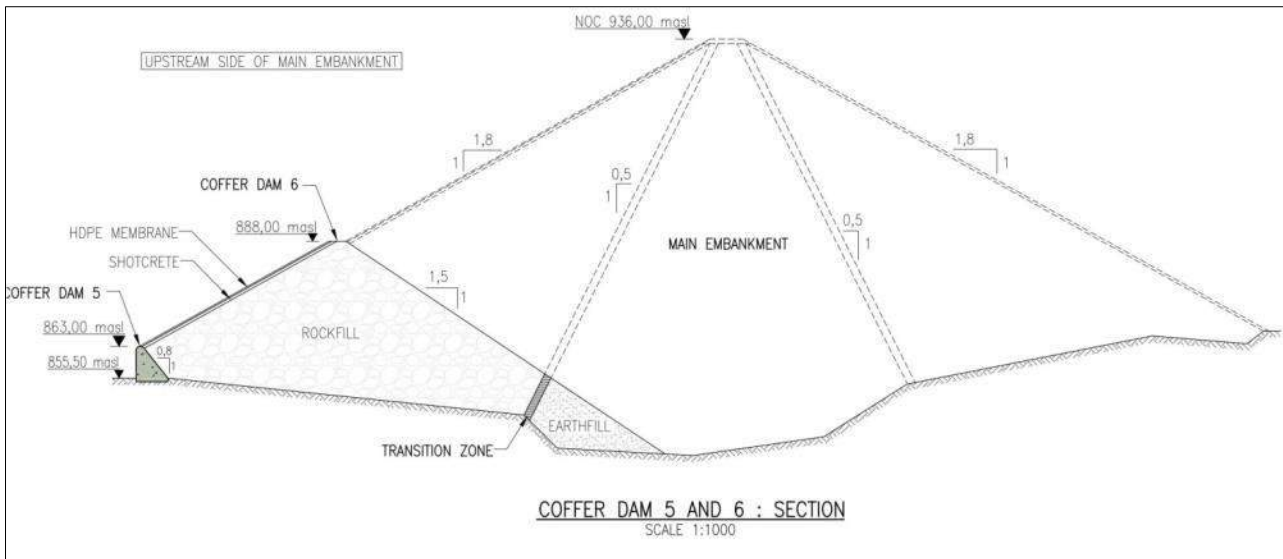 NOC 936,00 masl
UPSTREAM SIDE OF MAIN EMBANKMENT
1,8
1
1,8
1
0,5
1
COFFER DAM 6
888,00 masl
HDPE MEMBRANE
SHOTCRETE
MAIN EMBANKMENT
0,5
1
1,5
1
COFFER DAM 5
ROCKFILL
863,00 masl
0,8
1
855,50 masl
EARTHFILL
TRANSITION ZONE
COFFER DAM 5 AND 6 : SECTION
SCALE 1:1000